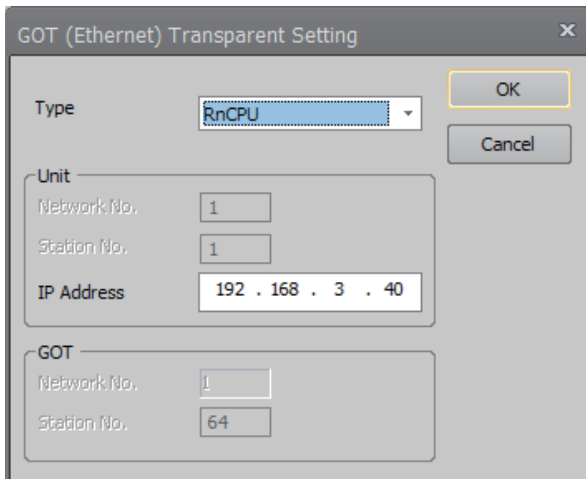 GOT (Ethernet) Transparent Setting
Type
RnCPU
OK
Cancel
Unit
Network No.
1
Station No.
1
IP Address
192 . 168 . 3 . 40
GOT
Network No.
1
Station No.
64